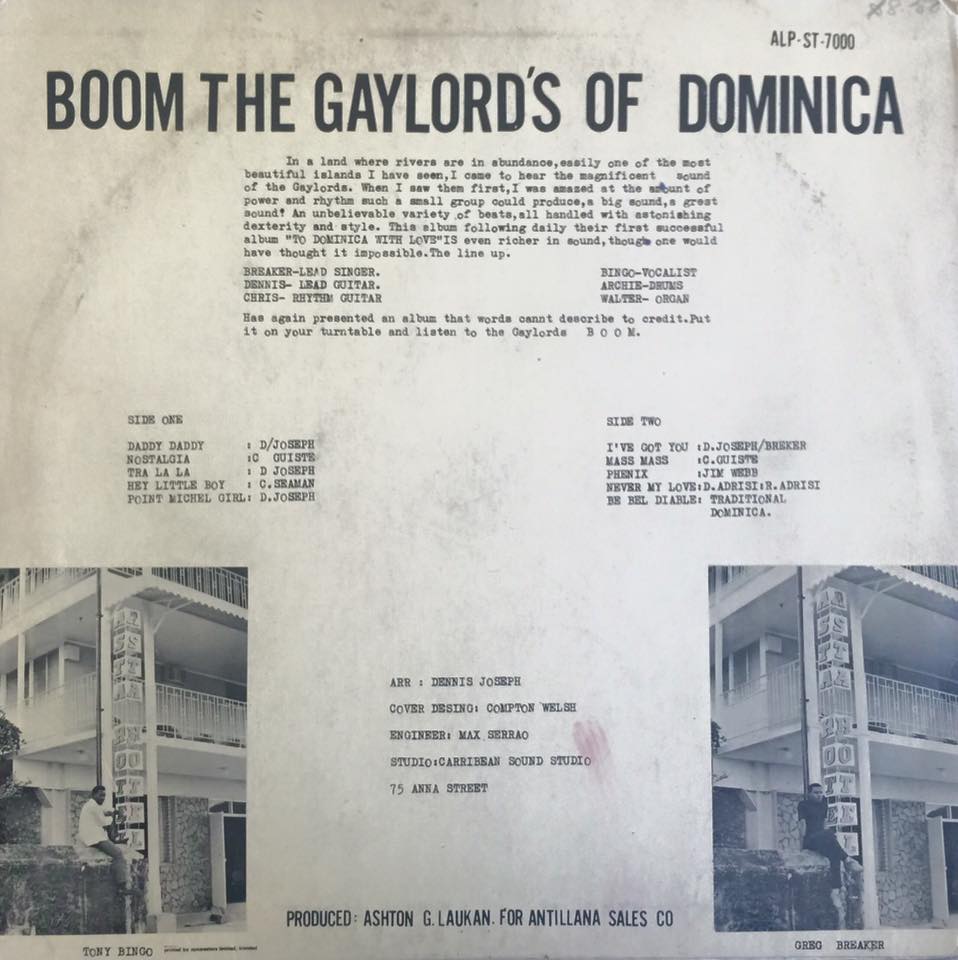 ALP-ST-7000
BOOM THE GAYLORD'S OF DOMINICA
In a land where rivers are in abundance,easily one of the most
beautiful islands I have seen,I came to hear the magnificent sound
of the Gaylords. When I saw them first,I was amazed at the amount of
power and rhythm such a small group could produce,a big sound,a great
sound! An unbelievable variety of beats,all handled with astonishing
dexterity and style. This album following daily their first successful
album "TO DOMINICA WITH LOVE"IS even richer in sound,though one would
have thought it impossible.The line up.
BREAKER-LEAD SINGER. BINGO-VOCALIST
DENNIS- LEAD GUITAR. ARCHIE-DRUMS
CHRIS- RHYTHM GUITAR WALTER- ORGAN
Has again presented an album that words cannt describe to credit.Put
it on your turntable and listen to the Gaylords B O O M.
SIDE ONE
DADDY DADDY : D/JOSEPH
NOSTALGIA :C GUISTE
TRA LA LA : D JOSEPH
HEY LITTLE BOY : C.SEAMAN
POINT MICHEL GIRL: D.JOSEPH
SIDE TWO
I'VE GOT YOU :D.JOSEPH/BREKER
MASS MASS :C.GUISTE
PHENIX :JIM WEBB
NEVER MY LOVE:D.ADRISI:R.ADRISI
BE BEL DIABLE: TRADITIONAL
DOMINICA.
ARR : DENNIS JOSEPH
COVER DESING: COMPTON WELSH
ENGINEER: MAX SERRAO
STUDIO:CARRIBEAN SOUND STUDIO
75 ANNA STREET
PRODUCED: ASHTON G.LAUKAN. FOR ANTILLANA SALES CO
TONY BINGO
GREG BREAKER